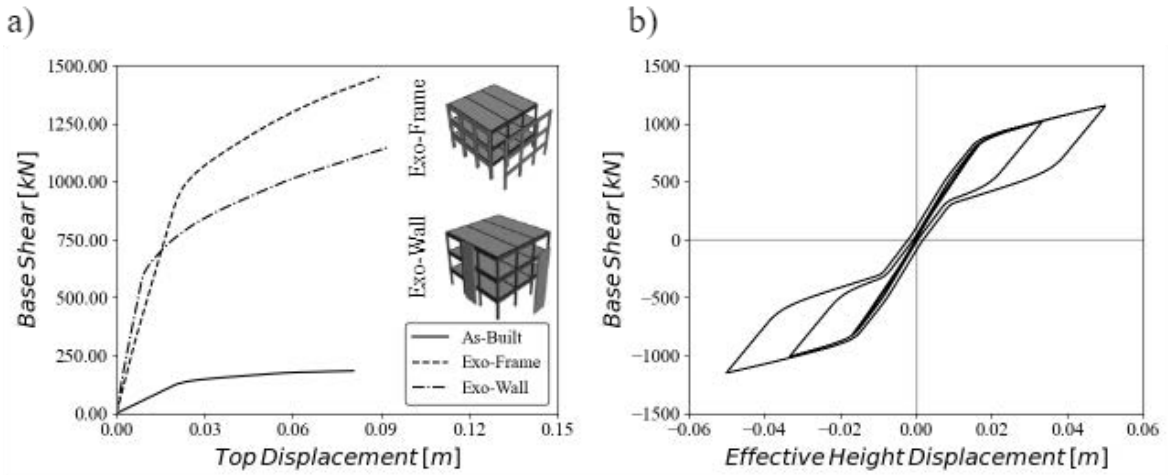 a)
1500.00
1250.00
1000.00
750.00
500.00
250.00
0.00
Base Shear [kN]
0.00 0.03 0.06 0.09 0.12 0.15
Top Displacement [m]
Exo-Frame
Exo-Wall
As-Built
Exo-Frame
Exo-Wall
b)
1500
1000
500
0
−500
−1000
−1500
Base Shear [kN]
−0.06 −0.04 −0.02 0.00 0.02 0.04 0.06
Effective Height Displacement [m]